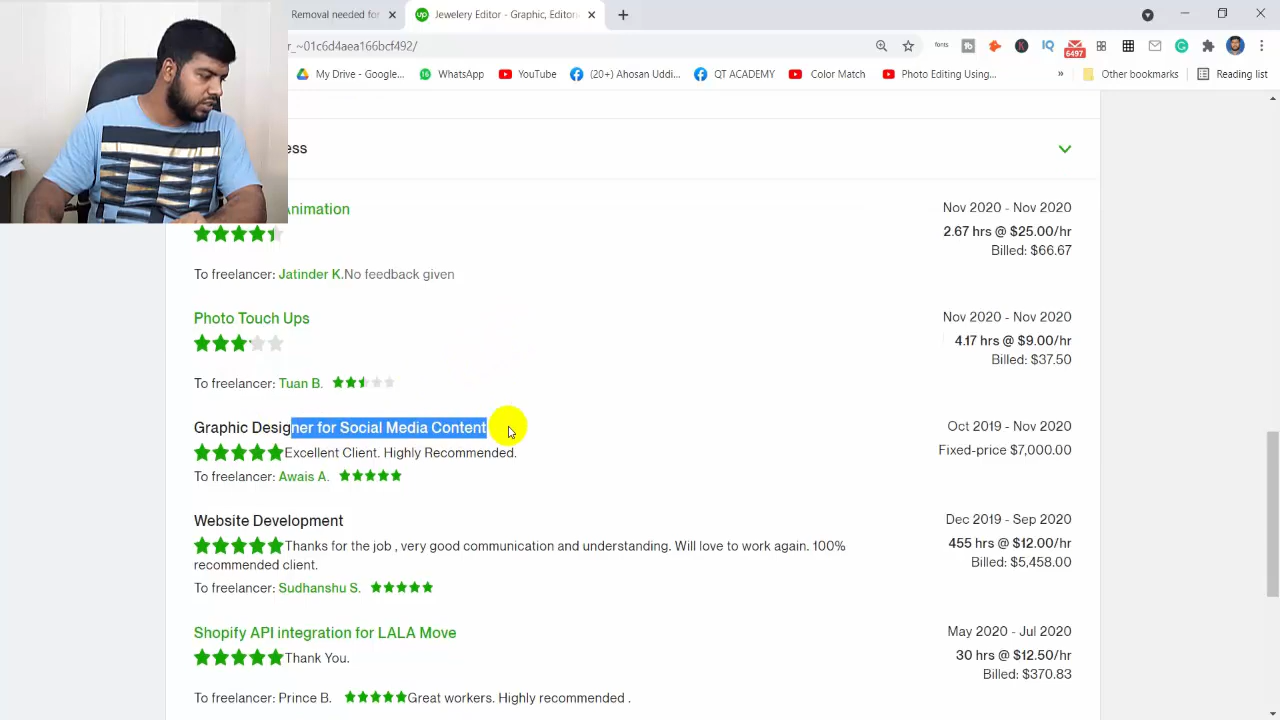 Removal needed for
Jewelery Editor - Graphic, Editori
r_~01c6d4aea166bcf492/
fonts
6497
My Drive - Google...
WhatsApp
YouTube
(20+) Ahosan Uddi...
QT ACADEMY
Color Match
Photo Editing Using...
»
Other bookmarks
Reading list
ess
Animation
Nov 2020 - Nov 2020
2.67 hrs @ $25.00/hr
Billed: $66.67
To freelancer: Jatinder K.No feedback given
Photo Touch Ups
Nov 2020 - Nov 2020
4.17 hrs @ $9.00/hr
Billed: $37.50
To freelancer: Tuan B.
Graphic Designer for Social Media Content
Oct 2019 - Nov 2020
Excellent Client. Highly Recommended.
Fixed-price $7,000.00
To freelancer: Awais A.
Website Development
Dec 2019 - Sep 2020
Thanks for the job , very good communication and understanding. Will love to work again. 100%
455 hrs @ $12.00/hr
recommended client.
Billed: $5,458.00
To freelancer: Sudhanshu S.
Shopify API integration for LALA Move
May 2020 - Jul 2020
Thank You.
30 hrs @ $12.50/hr
Billed: $370.83
To freelancer: Prince B.
Great workers. Highly recommended .